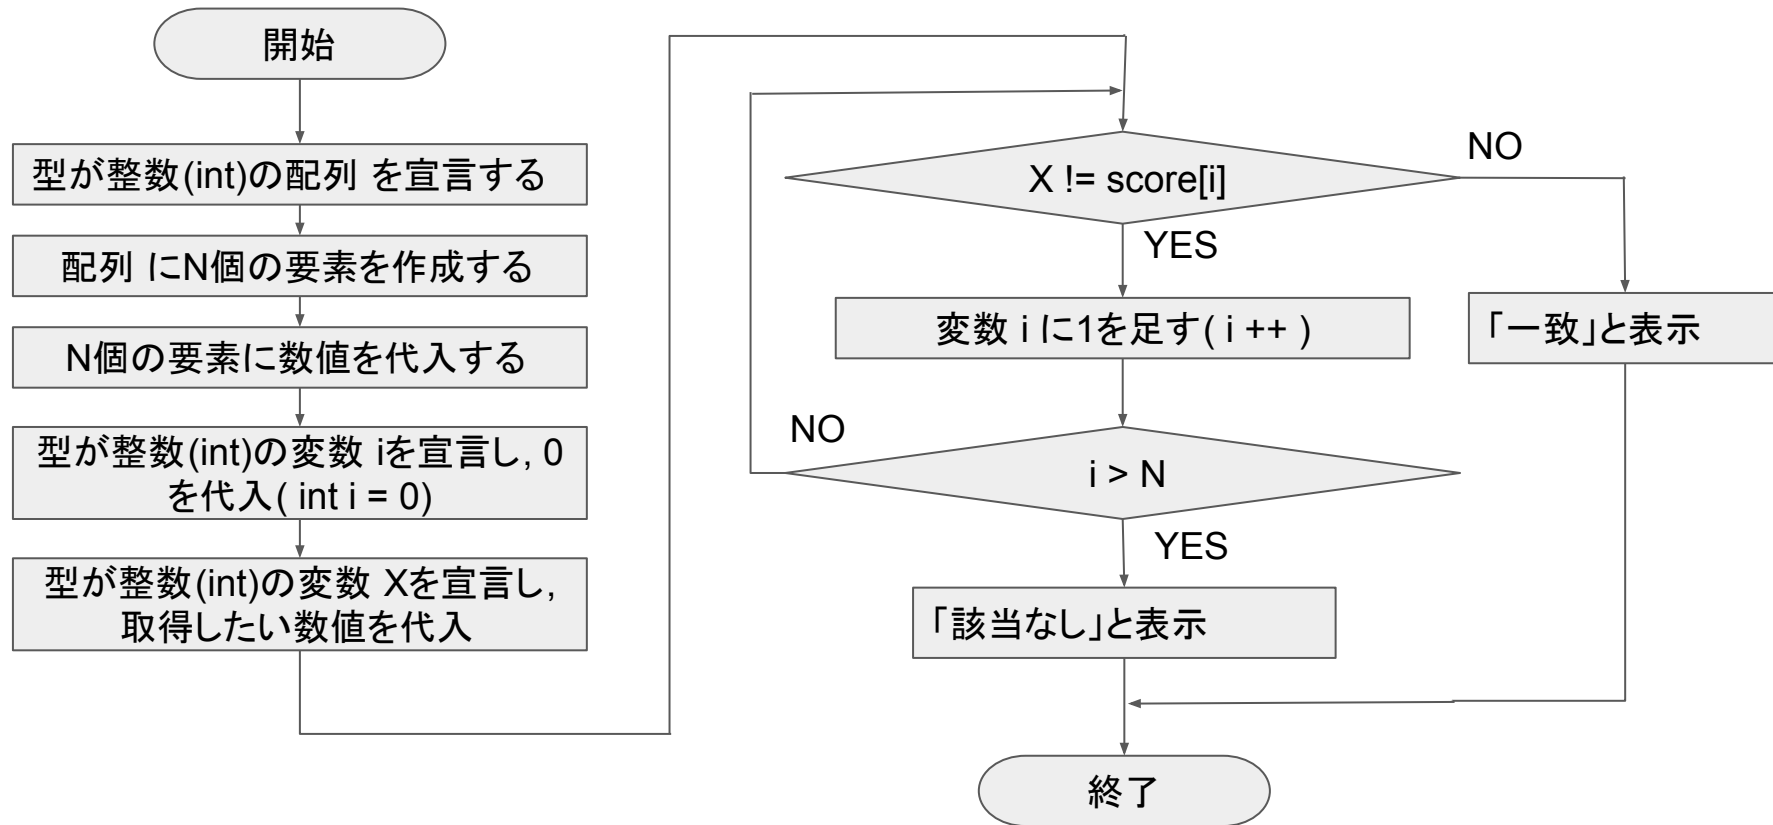 開始
型が整数(int)の配列 を宣言する
配列 にN個の要素を作成する
N個の要素に数値を代入する
型が整数(int)の変数 iを宣言し, 0
を代入( int i = 0)
型が整数(int)の変数 Xを宣言し,
取得したい数値を代入
X != score[i]
NO
YES
変数 i に1を足す( i ++ )
「一致」と表示
NO
i > N
YES
「該当なし」と表示
終了